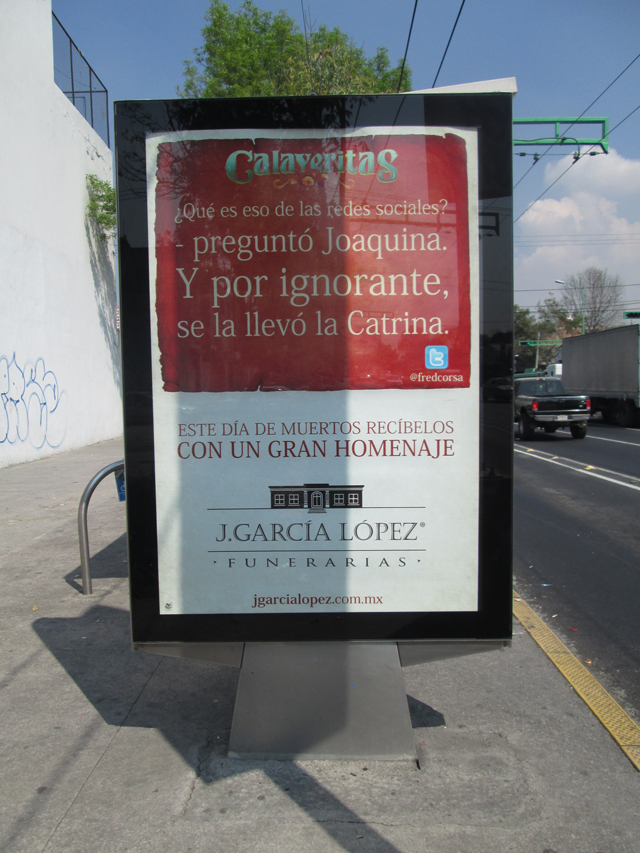 Calaveritas
¿Qué es eso de las redes sociales?
- preguntó Joaquina.
Y por ignorante,
se la llevó la Catrina.
@fredcorsa
ESTE DÍA DE MUERTOS RECÍBELOS
CON UN GRAN HOMENAJE
J.GARCÍA LÓPEZ®
· FUNERARIAS ·
jgarcialopez.com.mx